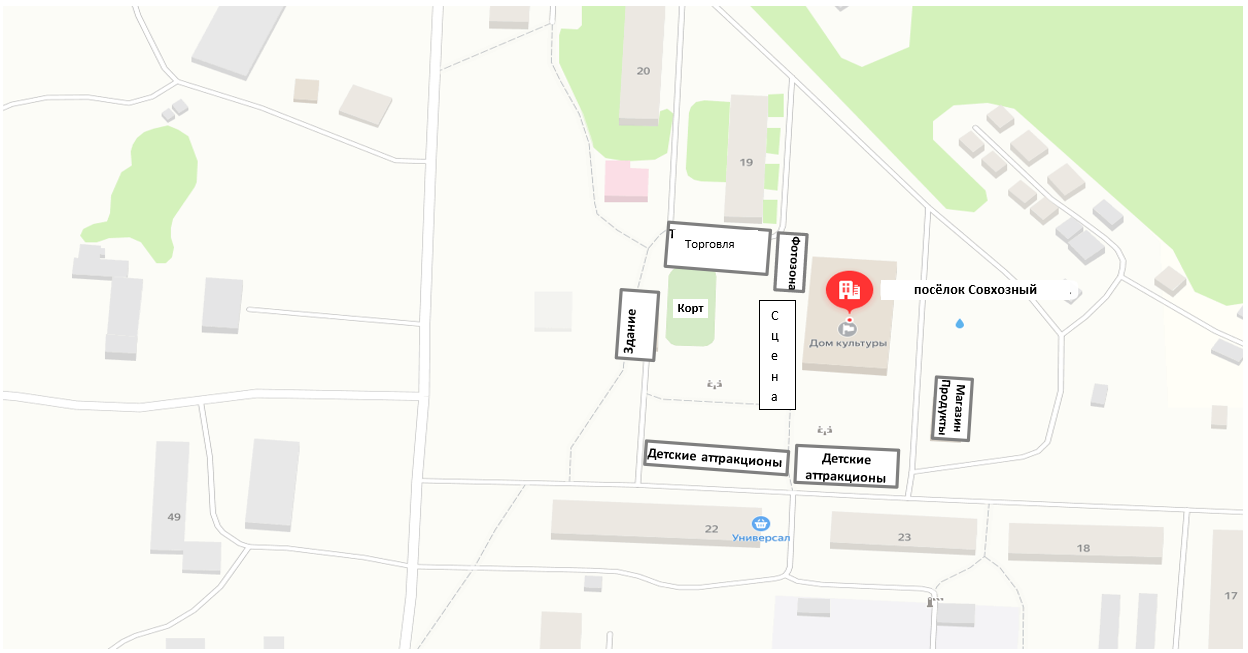 20
19
Т
Торговля
Фотозона
посёлок Совхозный
Корт
Здание
Сцена
Дом культуры
Магазин
Продукты
Детские аттракционы
Детские
аттракционы
49
22
Универсал
23
18
17